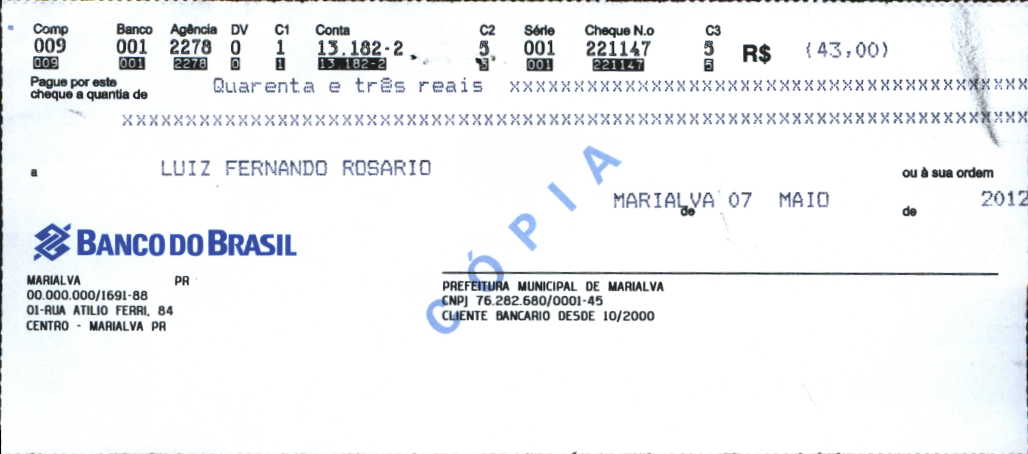 Comp Banco Agência DV C1 Conta C2 Série Cheque N.o C3
009 001 2278 0 1 13.182-2 5 001 221147 5 R$ (43,00)
009 001 2278 0 1 13.182-2 5 001 221147 5
Pague por este
cheque a quantia de Quarenta e três reais XXXXXXXXXXXXXXXXXXXXXXXXXXXXXXXXXXXXXXXX
XXXXXXXXXXXXXXXXXXXXXXXXXXXXXXXXXXXXXXXXXXXXXXXXXXXXXXXXXXXXXXXXXXXXX
a LUIZ FERNANDO ROSARIO ou à sua ordem
MARIALVA 07 de MAIO de 2012
CÓPIA
BANCO DO BRASIL
MARIALVA PR
00.000.000/1691-88
01-RUA ATILIO FERRI, 84
CENTRO - MARIALVA PR
PREFEITURA MUNICIPAL DE MARIALVA
CNPJ 76.282.680/0001-45
CLIENTE BANCARIO DESDE 10/2000